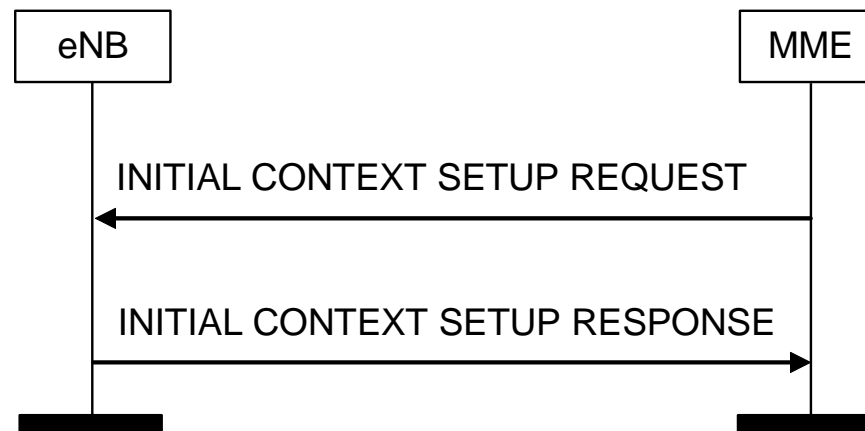 eNB
MME
INITIAL CONTEXT SETUP REQUEST
INITIAL CONTEXT SETUP RESPONSE